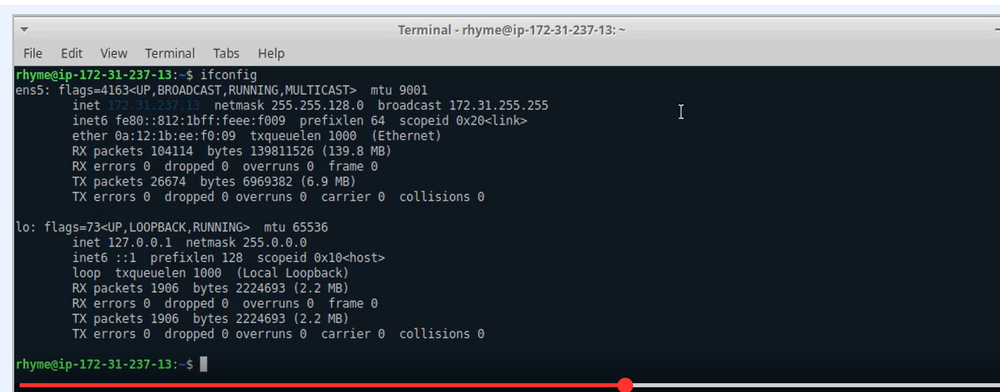 Terminal - rhyme@ip-172-31-237-13: ~
File Edit View Terminal Tabs Help
rhyme@ip-172-31-237-13:~$ ifconfig
ens5: flags=4163<UP,BROADCAST,RUNNING,MULTICAST>  mtu 9001
        inet 172.31.237.13  netmask 255.255.128.0  broadcast 172.31.255.255
        inet6 fe80::812:1bff:feee:f009  prefixlen 64  scopeid 0x20<link>
        ether 0a:12:1b:ee:f0:09  txqueuelen 1000  (Ethernet)
        RX packets 104114  bytes 139811526 (139.8 MB)
        RX errors 0  dropped 0  overruns 0  frame 0
        TX packets 26674  bytes 6969382 (6.9 MB)
        TX errors 0  dropped 0 overruns 0  carrier 0  collisions 0
lo: flags=73<UP,LOOPBACK,RUNNING>  mtu 65536
        inet 127.0.0.1  netmask 255.0.0.0
        inet6 ::1  prefixlen 128  scopeid 0x10<host>
        loop  txqueuelen 1000  (Local Loopback)
        RX packets 1906  bytes 2224693 (2.2 MB)
        RX errors 0  dropped 0  overruns 0  frame 0
        TX packets 1906  bytes 2224693 (2.2 MB)
        TX errors 0  dropped 0 overruns 0  carrier 0  collisions 0
rhyme@ip-172-31-237-13:~$